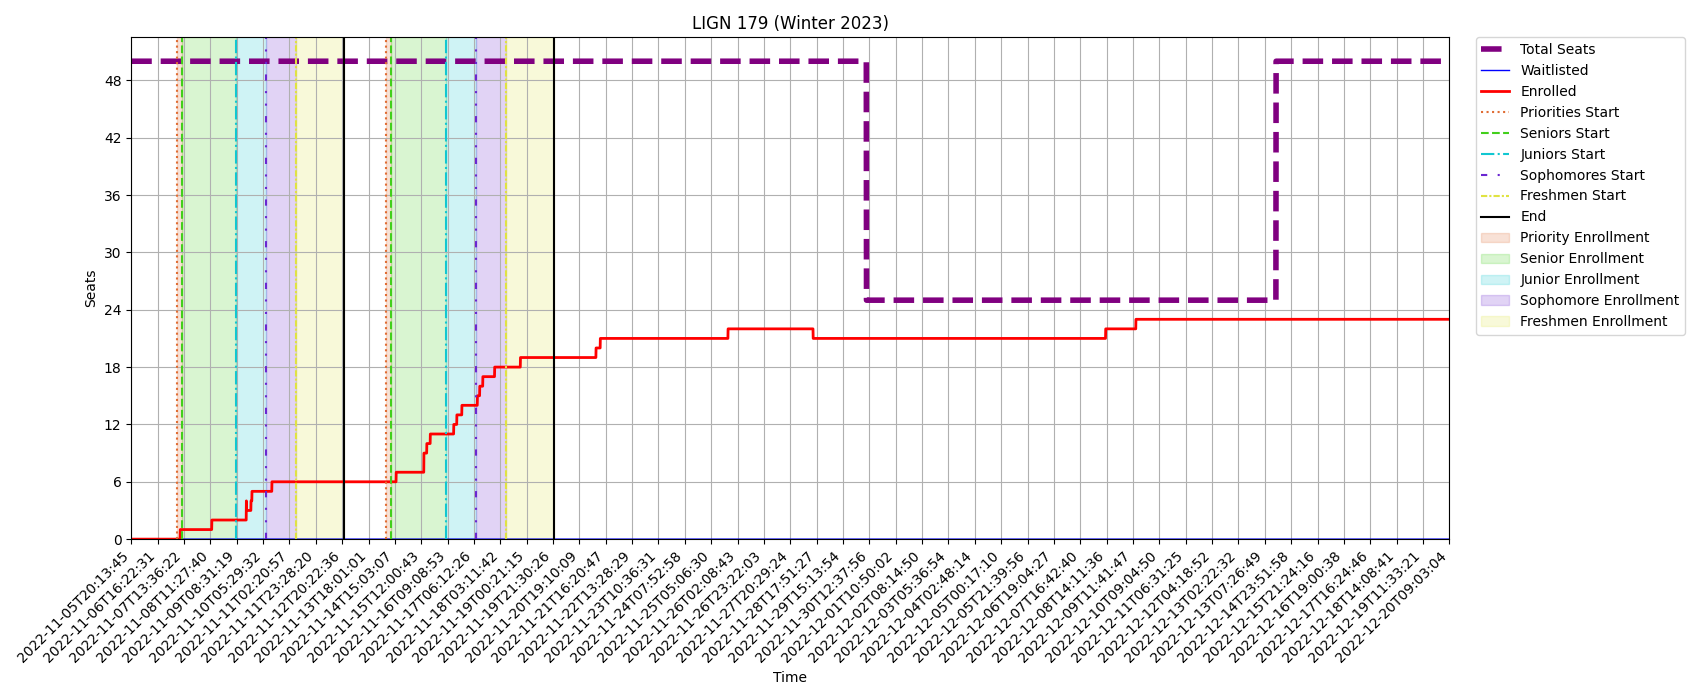 LIGN 179 (Winter 2023)
Seats
48
42
36
30
24
18
12
6
0
2022-11-05T20:13:45
2022-11-06T16:22:31
2022-11-07T13:36:22
2022-11-08T11:27:40
2022-11-09T08:31:19
2022-11-10T05:29:32
2022-11-11T02:20:57
2022-11-11T23:28:20
2022-11-12T20:22:36
2022-11-13T18:01:01
2022-11-14T15:03:07
2022-11-15T12:00:43
2022-11-16T09:08:53
2022-11-17T06:12:26
2022-11-18T03:11:42
2022-11-19T00:21:15
2022-11-19T21:30:26
2022-11-20T19:10:09
2022-11-21T16:20:47
2022-11-22T13:28:29
2022-11-23T10:36:31
2022-11-24T07:52:58
2022-11-25T05:06:30
2022-11-26T02:08:43
2022-11-26T23:22:03
2022-11-27T20:29:24
2022-11-28T17:51:27
2022-11-29T15:13:54
2022-11-30T12:37:56
2022-12-01T10:50:02
2022-12-02T08:14:50
2022-12-03T05:36:54
2022-12-04T02:48:14
2022-12-05T00:17:10
2022-12-05T21:39:56
2022-12-06T19:04:27
2022-12-07T16:42:40
2022-12-08T14:11:36
2022-12-09T11:41:47
2022-12-10T09:04:50
2022-12-11T06:31:25
2022-12-12T04:18:52
2022-12-13T02:22:32
2022-12-13T07:26:49
2022-12-14T23:51:58
2022-12-15T21:24:16
2022-12-16T19:00:38
2022-12-17T16:24:46
2022-12-18T14:08:41
2022-12-19T11:33:21
2022-12-20T09:03:04
Time
Total Seats
Waitlisted
Enrolled
Priorities Start
Seniors Start
Juniors Start
Sophomores Start
Freshmen Start
End
Priority Enrollment
Senior Enrollment
Junior Enrollment
Sophomore Enrollment
Freshmen Enrollment